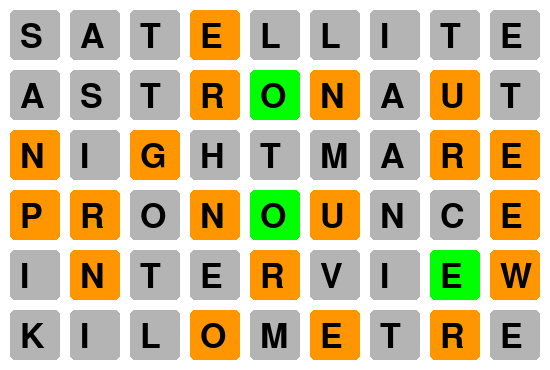 SATELLITE
ASTRONAUT
NIGHTMARE
PRONOUNCE
INTERVIEW
KILOMETRE